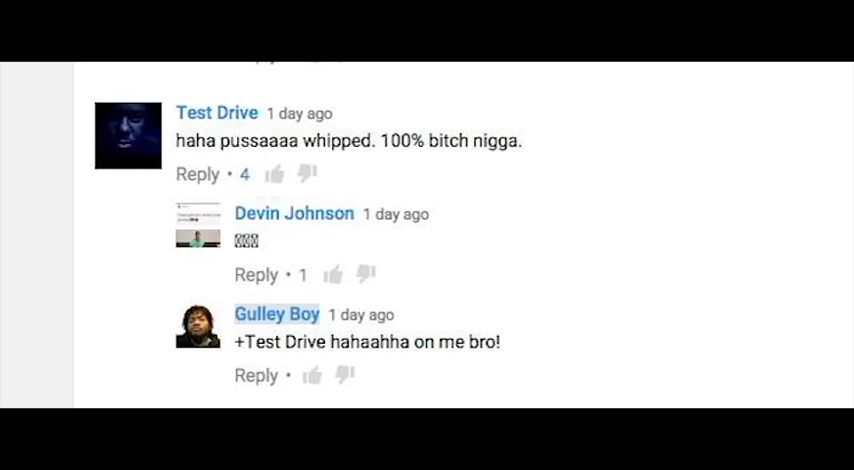 Test Drive 1 day ago
haha pussaaaa whipped. 100% bitch nigga.
Reply • 4
Devin Johnson 1 day ago
Reply • 1
Gulley Boy 1 day ago
+Test Drive hahaahha on me bro!
Reply •